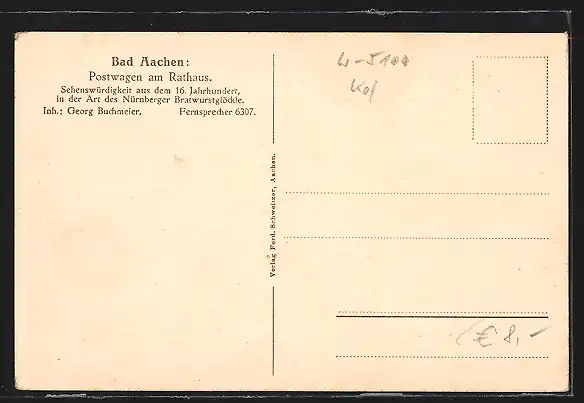 Bad Aachen:
Postwagen am Rathaus.
Sehenswürdigkeit aus dem 16. Jahrhundert,
in der Art des Nürnberger Bratwurstglöckle.
Inh.: Georg Buchmeier. Fernsprecher 6307.
Verlag Ferd. Schweitzer, Aachen.
W-5100
€ 8,-